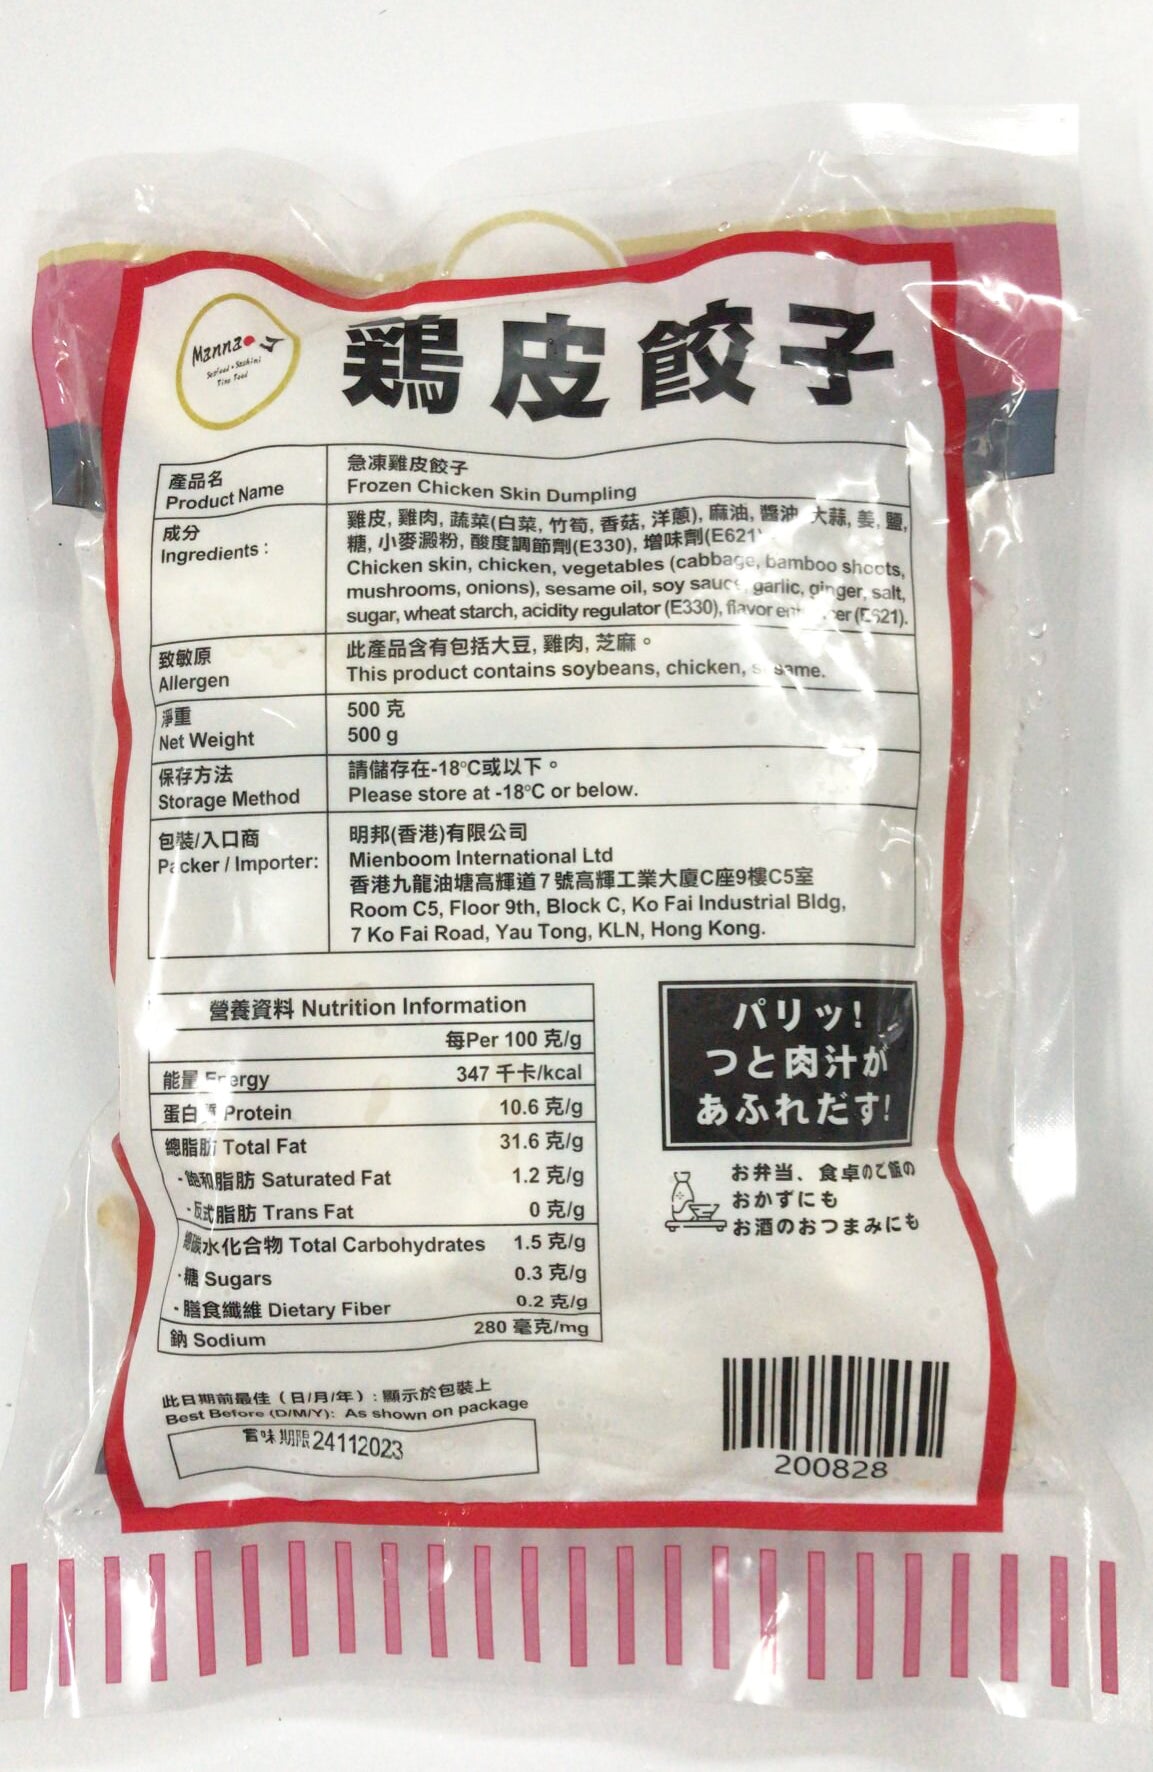 Manna
Seafood • Sashimi
Fine Food
鶏皮餃子
產品名
Product Name
急凍雞皮餃子
Frozen Chicken Skin Dumpling
成分
Ingredients :
雞皮, 雞肉, 蔬菜(白菜, 竹筍, 香菇, 洋蔥), 麻油, 醬油, 大蒜, 姜, 鹽,
糖, 小麥澱粉, 酸度調節劑(E330), 增味劑(E621)
Chicken skin, chicken, vegetables (cabbage, bamboo shoots,
mushrooms, onions), sesame oil, soy sauce, garlic, ginger, salt,
sugar, wheat starch, acidity regulator (E330), flavor enhancer (E621).
致敏原
Allergen
此產品含有包括大豆, 雞肉, 芝麻。
This product contains soybeans, chicken, sesame.
淨重
Net Weight
500 克
500 g
保存方法
Storage Method
請儲存在-18°C或以下。
Please store at -18°C or below.
包裝/入口商
Packer / Importer:
明邦(香港)有限公司
Mienboom International Ltd
香港九龍油塘高輝道7號高輝工業大廈C座9樓C5室
Room C5, Floor 9th, Block C, Ko Fai Industrial Bldg,
7 Ko Fai Road, Yau Tong, KLN, Hong Kong.
營養資料 Nutrition Information
每Per 100 克/g
能量 Energy 347 千卡/kcal
蛋白質 Protein 10.6 克/g
總脂肪 Total Fat 31.6 克/g
- 飽和脂肪 Saturated Fat 1.2 克/g
- 反式脂肪 Trans Fat 0 克/g
總碳水化合物 Total Carbohydrates 1.5 克/g
- 糖 Sugars 0.3 克/g
- 膳食纖維 Dietary Fiber 0.2 克/g
鈉 Sodium 280 毫克/mg
パリッ!
つと肉汁が
あふれだす!
お弁当、食卓のご飯の
おかずにも
お酒のおつまみにも
此日期前最佳（日/月/年）: 顯示於包裝上
Best Before (D/M/Y): As shown on package
賞味期限24112023
200828